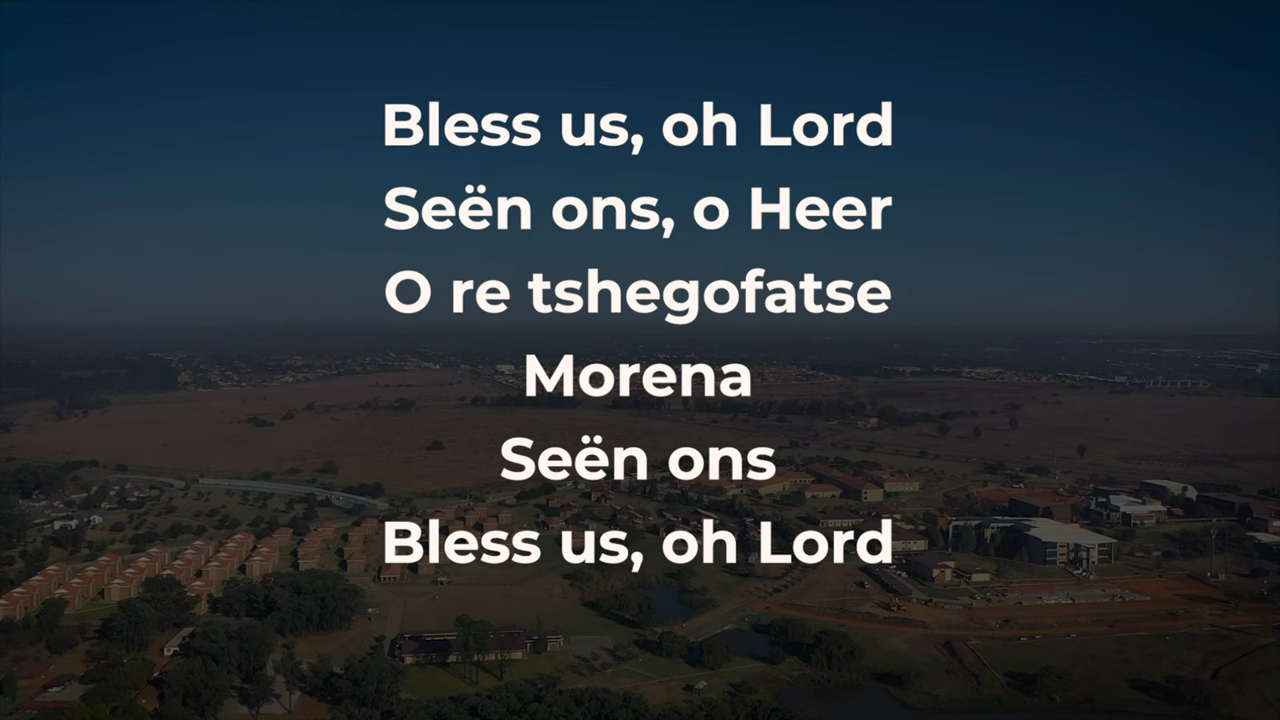 Bless us, oh Lord
Seën ons, o Heer
O re tshegofatse
Morena
Seën ons
Bless us, oh Lord